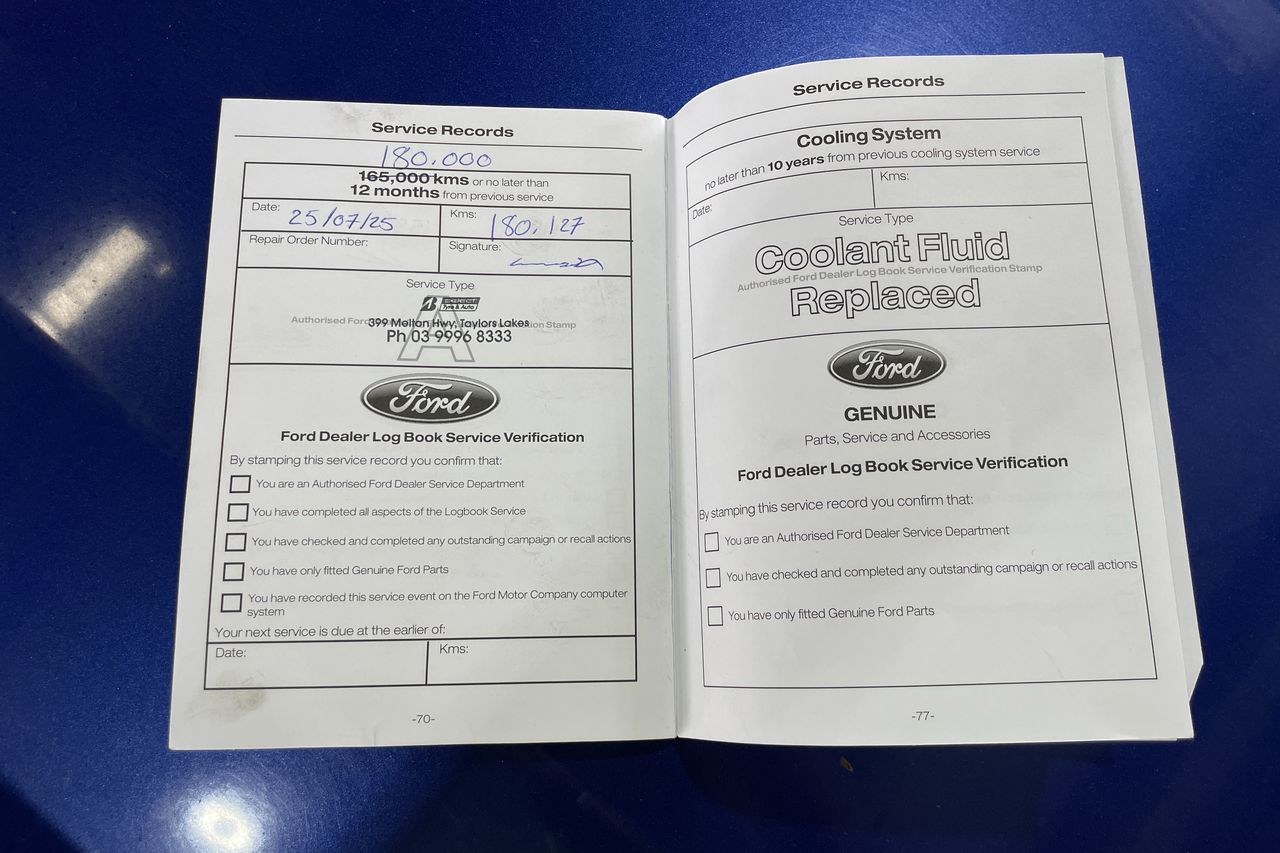 Service Records
180,000
165,000 kms or no later than
12 months from previous service
Date: 25/07/25
Kms: 180,127
Repair Order Number:
Signature:
Service Type
A
SELECT
Tyre & Auto
Authorised Ford
399 Melton Hwy, Taylors Lakes
tion Stamp
Ph 03 9996 8333
Ford
Ford Dealer Log Book Service Verification
By stamping this service record you confirm that:
You are an Authorised Ford Dealer Service Department
You have completed all aspects of the Logbook Service
You have checked and completed any outstanding campaign or recall actions
You have only fitted Genuine Ford Parts
You have recorded this service event on the Ford Motor Company computer
system
Your next service is due at the earlier of:
Date:
Kms:
-70-
Service Records
Cooling System
no later than 10 years from previous cooling system service
Date:
Kms:
Service Type
Coolant Fluid
Authorised Ford Dealer Log Book Service Verification Stamp
Replaced
Ford
GENUINE
Parts, Service and Accessories
Ford Dealer Log Book Service Verification
By stamping this service record you confirm that:
You are an Authorised Ford Dealer Service Department
You have checked and completed any outstanding campaign or recall actions
You have only fitted Genuine Ford Parts
-77-